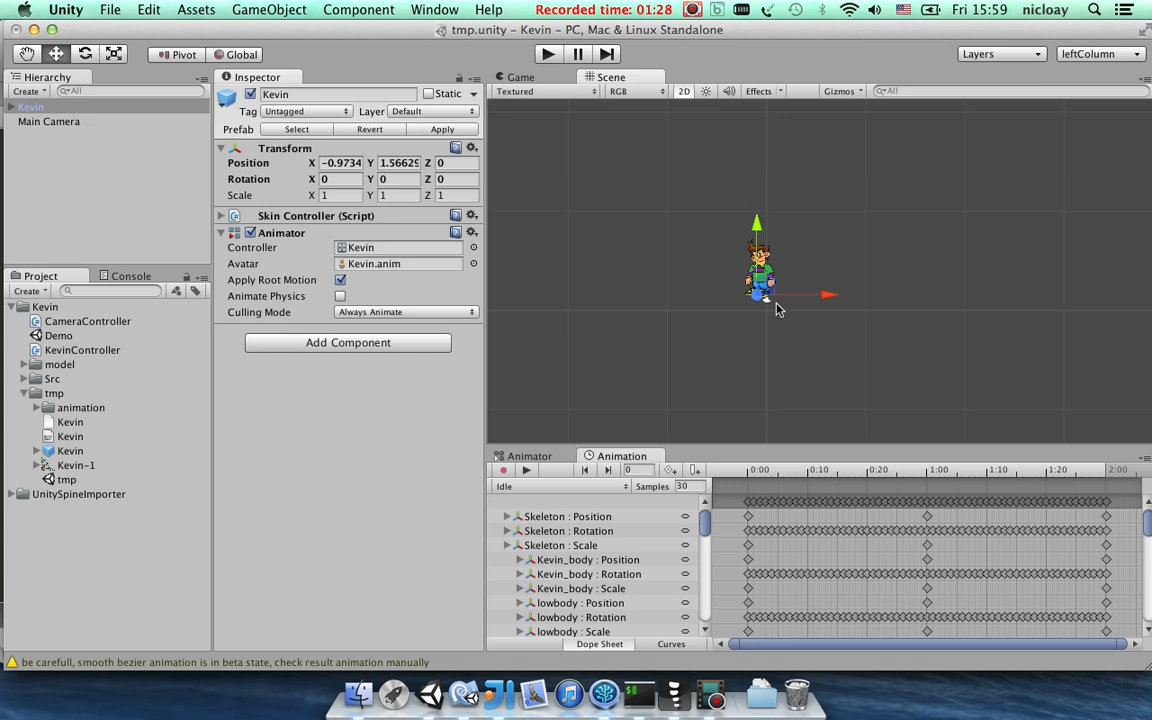 Unity File Edit Assets GameObject Component Window Help Recorded time: 01:28 Fri 15:59 nicloay
tmp.unity - Kevin - PC, Mac & Linux Standalone
Pivot Global Layers leftColumn
Hierarchy
Create All
Kevin
Main Camera
Inspector
Kevin Static
Tag Untagged Layer Default
Prefab Select Revert Apply
Transform
Position X -0.9734 Y 1.56629 Z 0
Rotation X 0 Y 0 Z 0
Scale X 1 Y 1 Z 1
Skin Controller (Script)
Animator
Controller Kevin
Avatar Kevin.anim
Apply Root Motion
Animate Physics
Culling Mode Always Animate
Add Component
Game Scene
Textured RGB 2D Effects Gizmos All
Project Console
Create
Kevin
CameraController
Demo
KevinController
model
Src
tmp
animation
Kevin
Kevin
Kevin
Kevin-1
tmp
UnitySpineImporter
Animator Animation
0 0:00 0:10 0:20 1:00 1:10 1:20 2:00
Idle Samples 30
Skeleton : Position
Skeleton : Rotation
Skeleton : Scale
Kevin_body : Position
Kevin_body : Rotation
Kevin_body : Scale
lowbody : Position
lowbody : Rotation
lowbody : Scale
Dope Sheet Curves
be carefull, smooth bezier animation is in beta state, check result animation manually